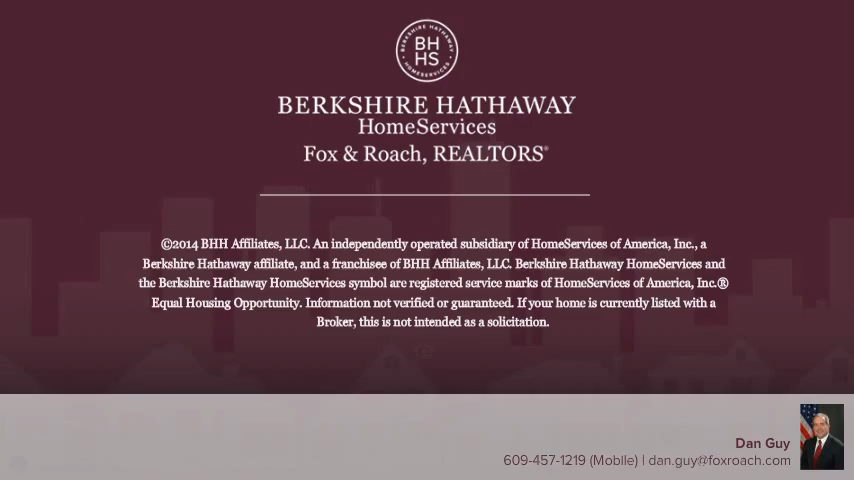 BERKSHIRE HATHAWAY
HOMESERVICES
BH
HS
BERKSHIRE HATHAWAY
HomeServices
Fox & Roach, REALTORS®
©2014 BHH Affiliates, LLC. An independently operated subsidiary of HomeServices of America, Inc., a
Berkshire Hathaway affiliate, and a franchisee of BHH Affiliates, LLC. Berkshire Hathaway HomeServices and
the Berkshire Hathaway HomeServices symbol are registered service marks of HomeServices of America, Inc.®
Equal Housing Opportunity. Information not verified or guaranteed. If your home is currently listed with a
Broker, this is not intended as a solicitation.
Dan Guy
609-457-1219 (Mobile) | dan.guy@foxroach.com